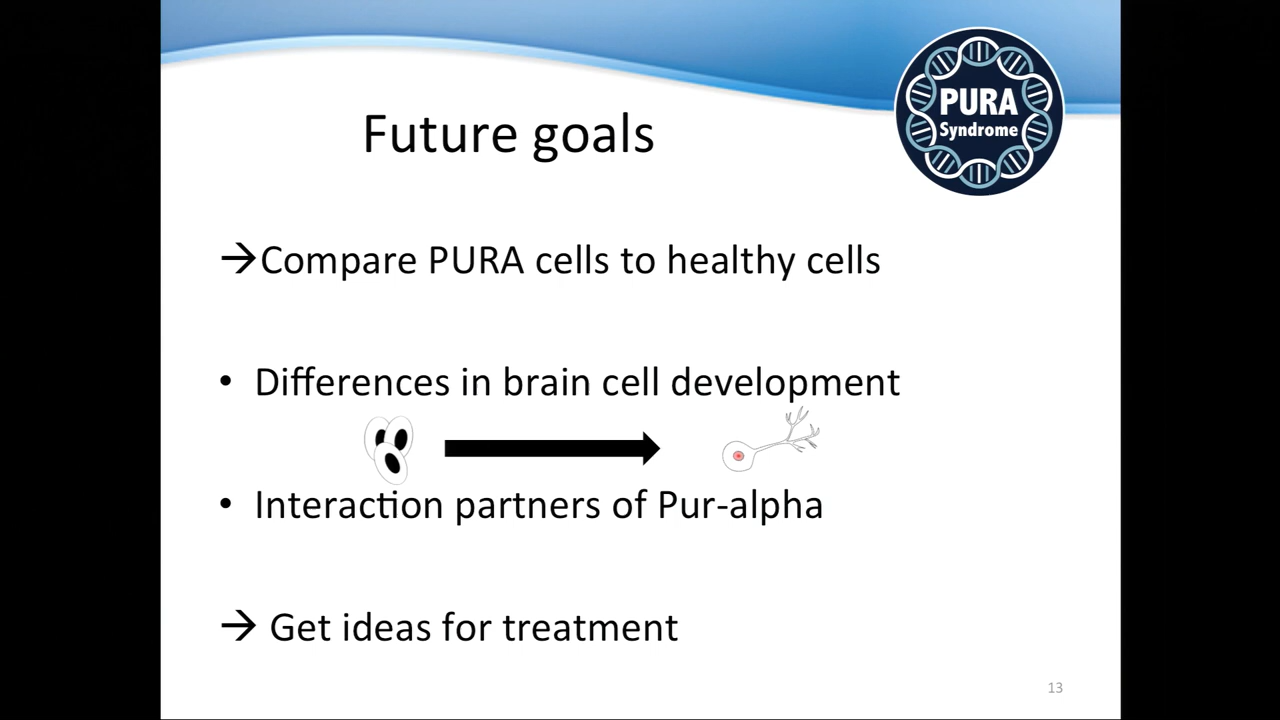 PURA
Syndrome
Future goals
→Compare PURA cells to healthy cells
• Differences in brain cell development
• Interaction partners of Pur-alpha
→ Get ideas for treatment
13